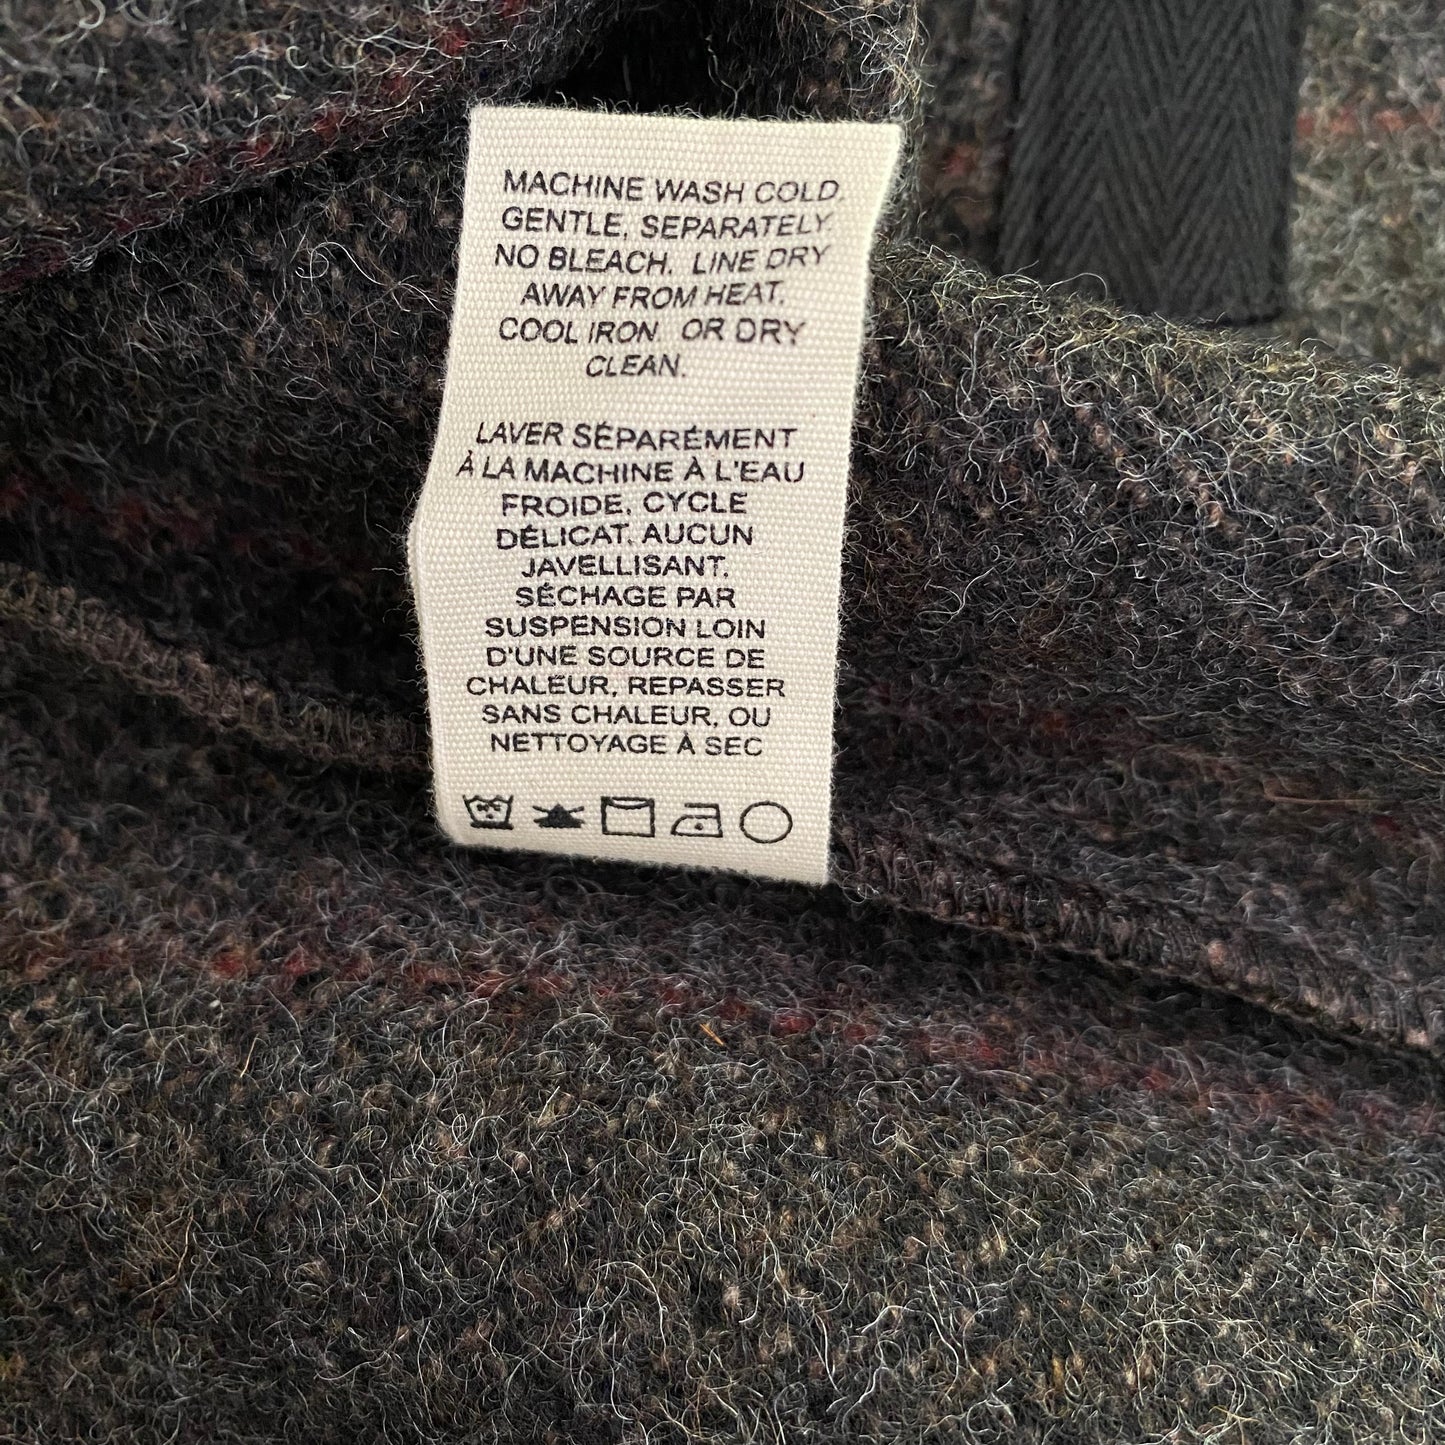 MACHINE WASH COLD,
GENTLE, SEPARATELY.
NO BLEACH. LINE DRY
AWAY FROM HEAT.
COOL IRON. OR DRY
CLEAN.
LAVER SÉPARÉMENT
À LA MACHINE À L'EAU
FROIDE, CYCLE
DÉLICAT. AUCUN
JAVELLISANT.
SÉCHAGE PAR
SUSPENSION LOIN
D'UNE SOURCE DE
CHALEUR, REPASSER
SANS CHALEUR, OU
NETTOYAGE À SEC